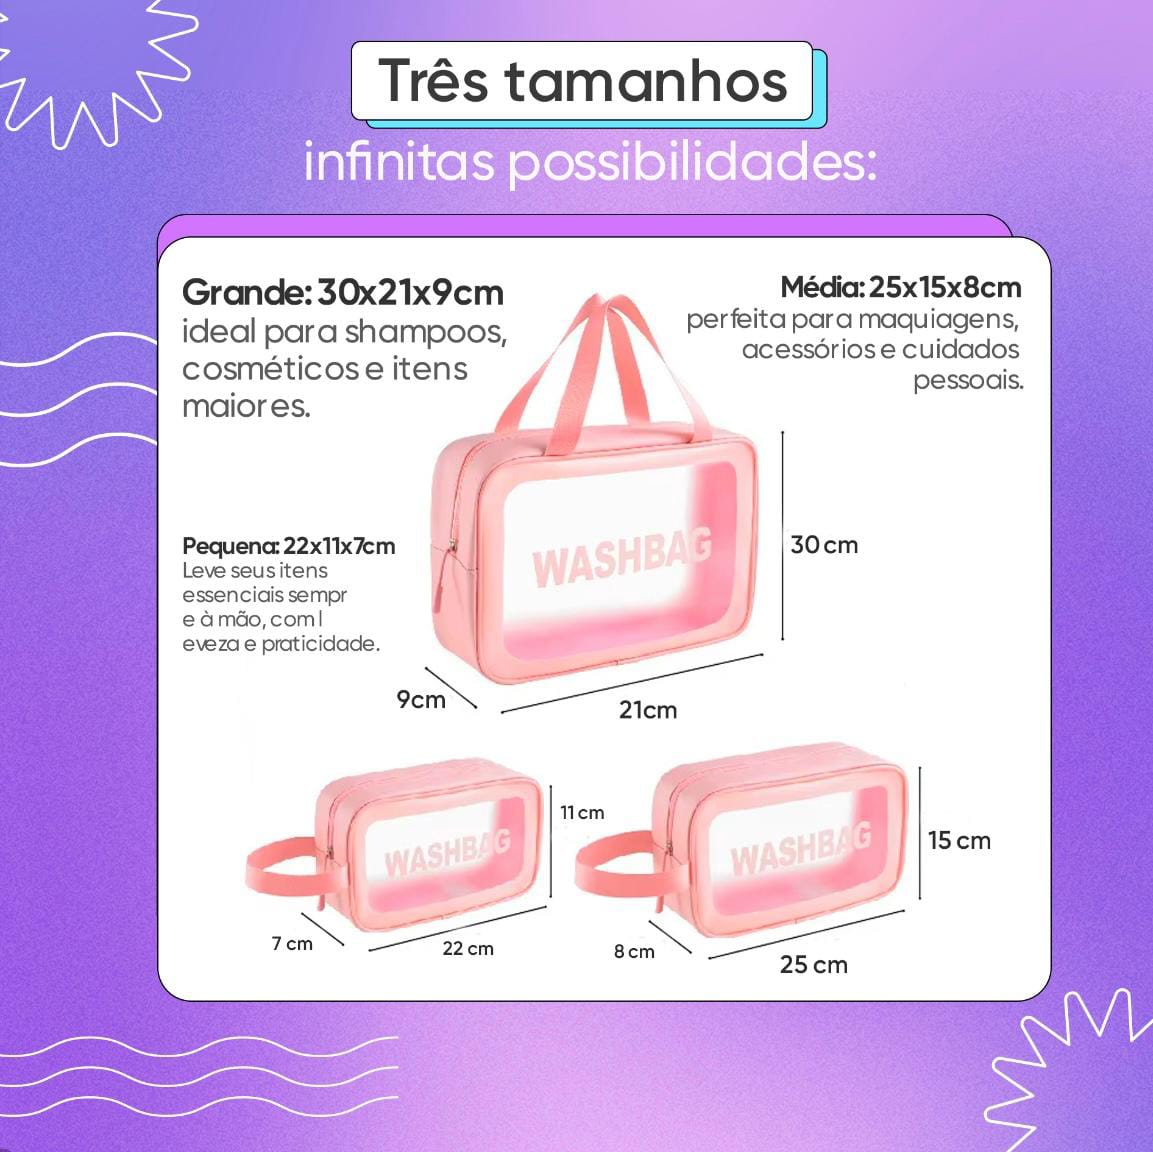 Três tamanhos
infinitas possibilidades:
Grande: 30x21x9cm
ideal para shampoos,
cosméticos e itens
maiores.
Média: 25x15x8cm
perfeita para maquiagens,
acessórios e cuidados
pessoais.
Pequena: 22x11x7cm
Leve seus itens
essenciais sempr
e à mão, com l
eveza e praticidade.
WASHBAG
30 cm
9cm
21cm
WASHBAG
11 cm
7 cm
22 cm
WASHBAG
15 cm
8 cm
25 cm